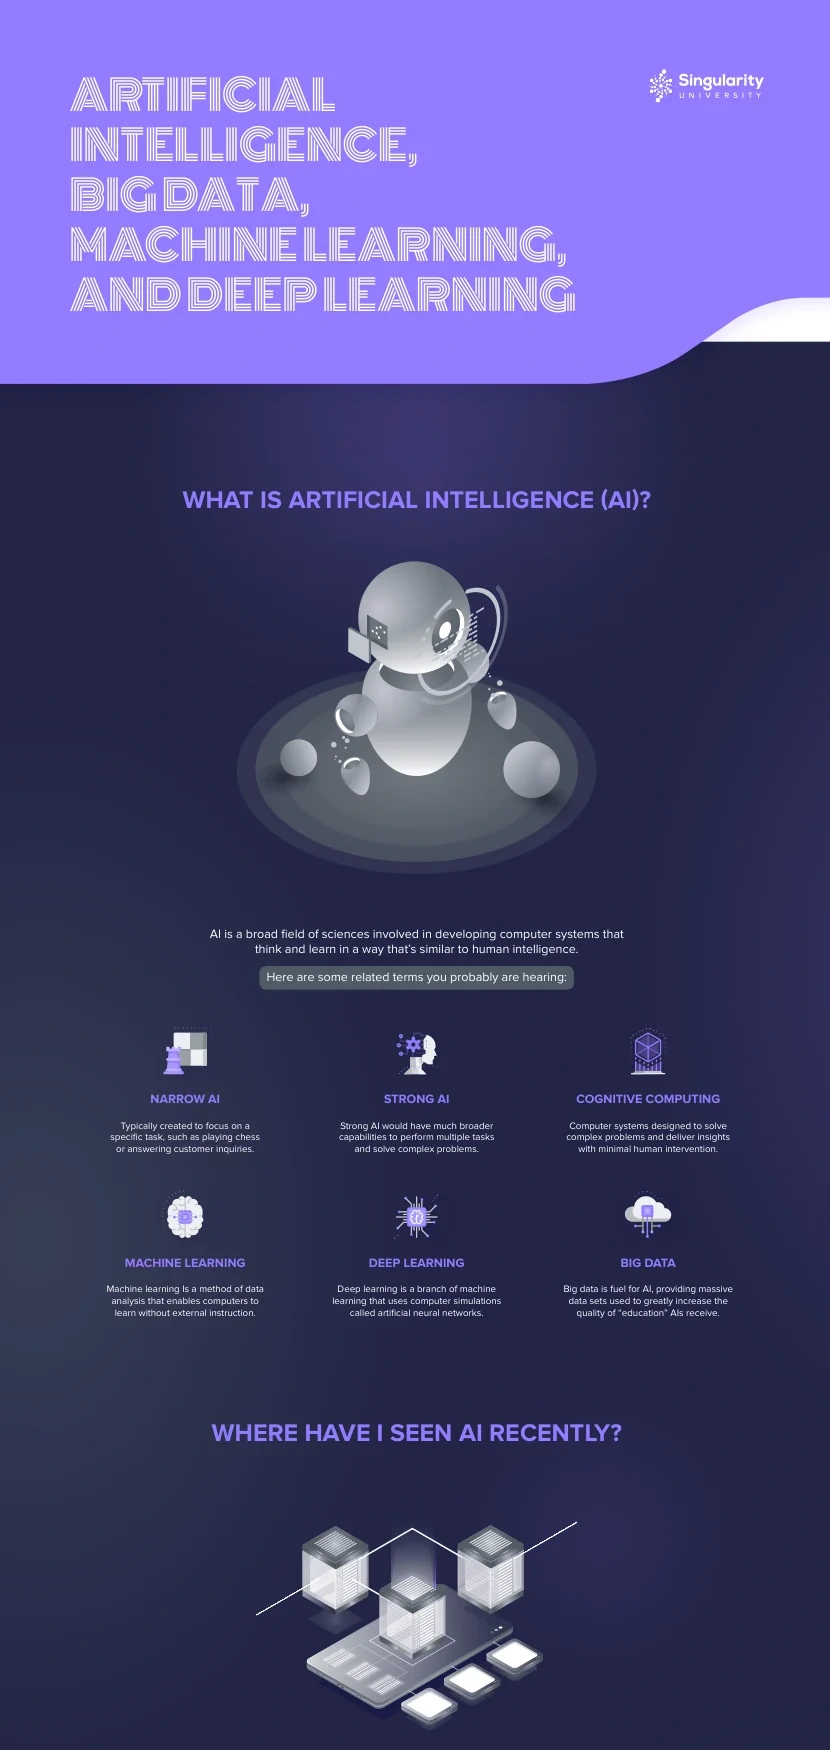 ARTIFICIAL
INTELLIGENCE,
BIG DATA,
MACHINE LEARNING,
AND DEEP LEARNING
Singularity
UNIVERSITY
WHAT IS ARTIFICIAL INTELLIGENCE (AI)?
AI is a broad field of sciences involved in developing computer systems that
think and learn in a way that's similar to human intelligence.
Here are some related terms you probably are hearing:
NARROW AI
Typically created to focus on a
specific task, such as playing chess
or answering customer inquiries.
STRONG AI
Strong AI would have much broader
capabilities to perform multiple tasks
and solve complex problems.
COGNITIVE COMPUTING
Computer systems designed to solve
complex problems and deliver insights
with minimal human intervention.
MACHINE LEARNING
Machine learning Is a method of data
analysis that enables computers to
learn without external instruction.
DEEP LEARNING
Deep learning is a branch of machine
learning that uses computer simulations
called artificial neural networks.
BIG DATA
Big data is fuel for AI, providing massive
data sets used to greatly increase the
quality of “education” AIs receive.
WHERE HAVE I SEEN AI RECENTLY?